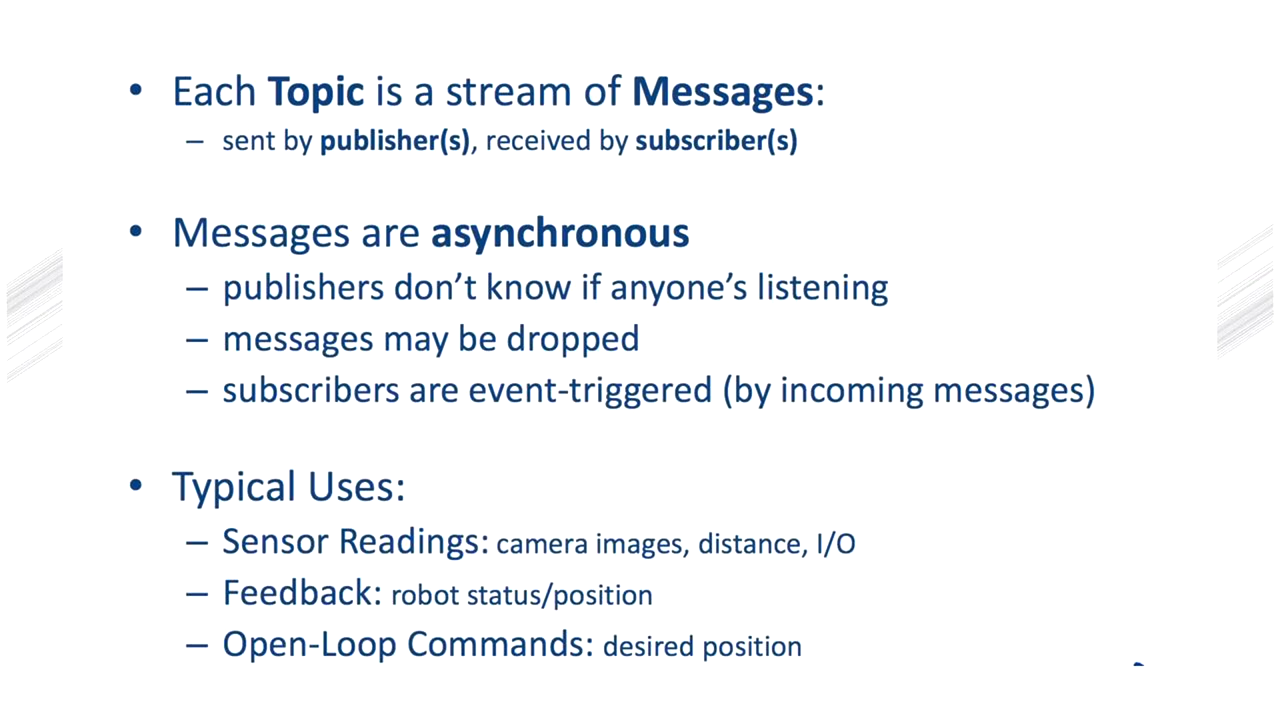 • Each Topic is a stream of Messages:
– sent by publisher(s), received by subscriber(s)
• Messages are asynchronous
– publishers don’t know if anyone’s listening
– messages may be dropped
– subscribers are event-triggered (by incoming messages)
• Typical Uses:
– Sensor Readings: camera images, distance, I/O
– Feedback: robot status/position
– Open-Loop Commands: desired position